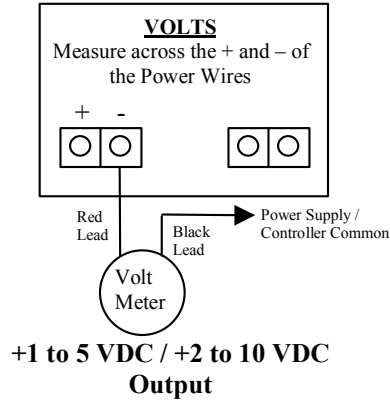 VOLTS
Measure across the + and – of
the Power Wires
+ -
Red
Lead
Black
Lead
Power Supply /
Controller Common
Volt
Meter
+1 to 5 VDC / +2 to 10 VDC
Output